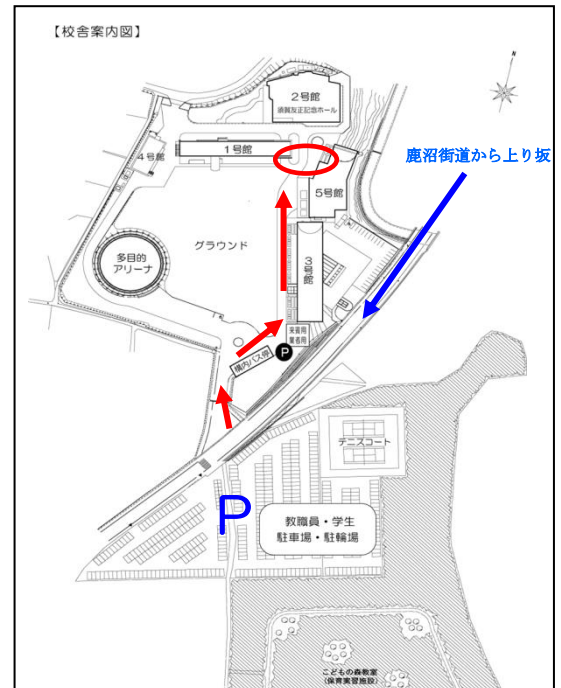 【校舎案内図】
N
2号館
須賀友正記念ホール
1号館
4号館
鹿沼街道から上り坂
5号館
グラウンド
3号館
多目的
アリーナ
来賓用
業者用
P
構内バス停
テニスコート
P
教職員・学生
駐車場・駐輪場
こどもの森教室
(保育実習施設)